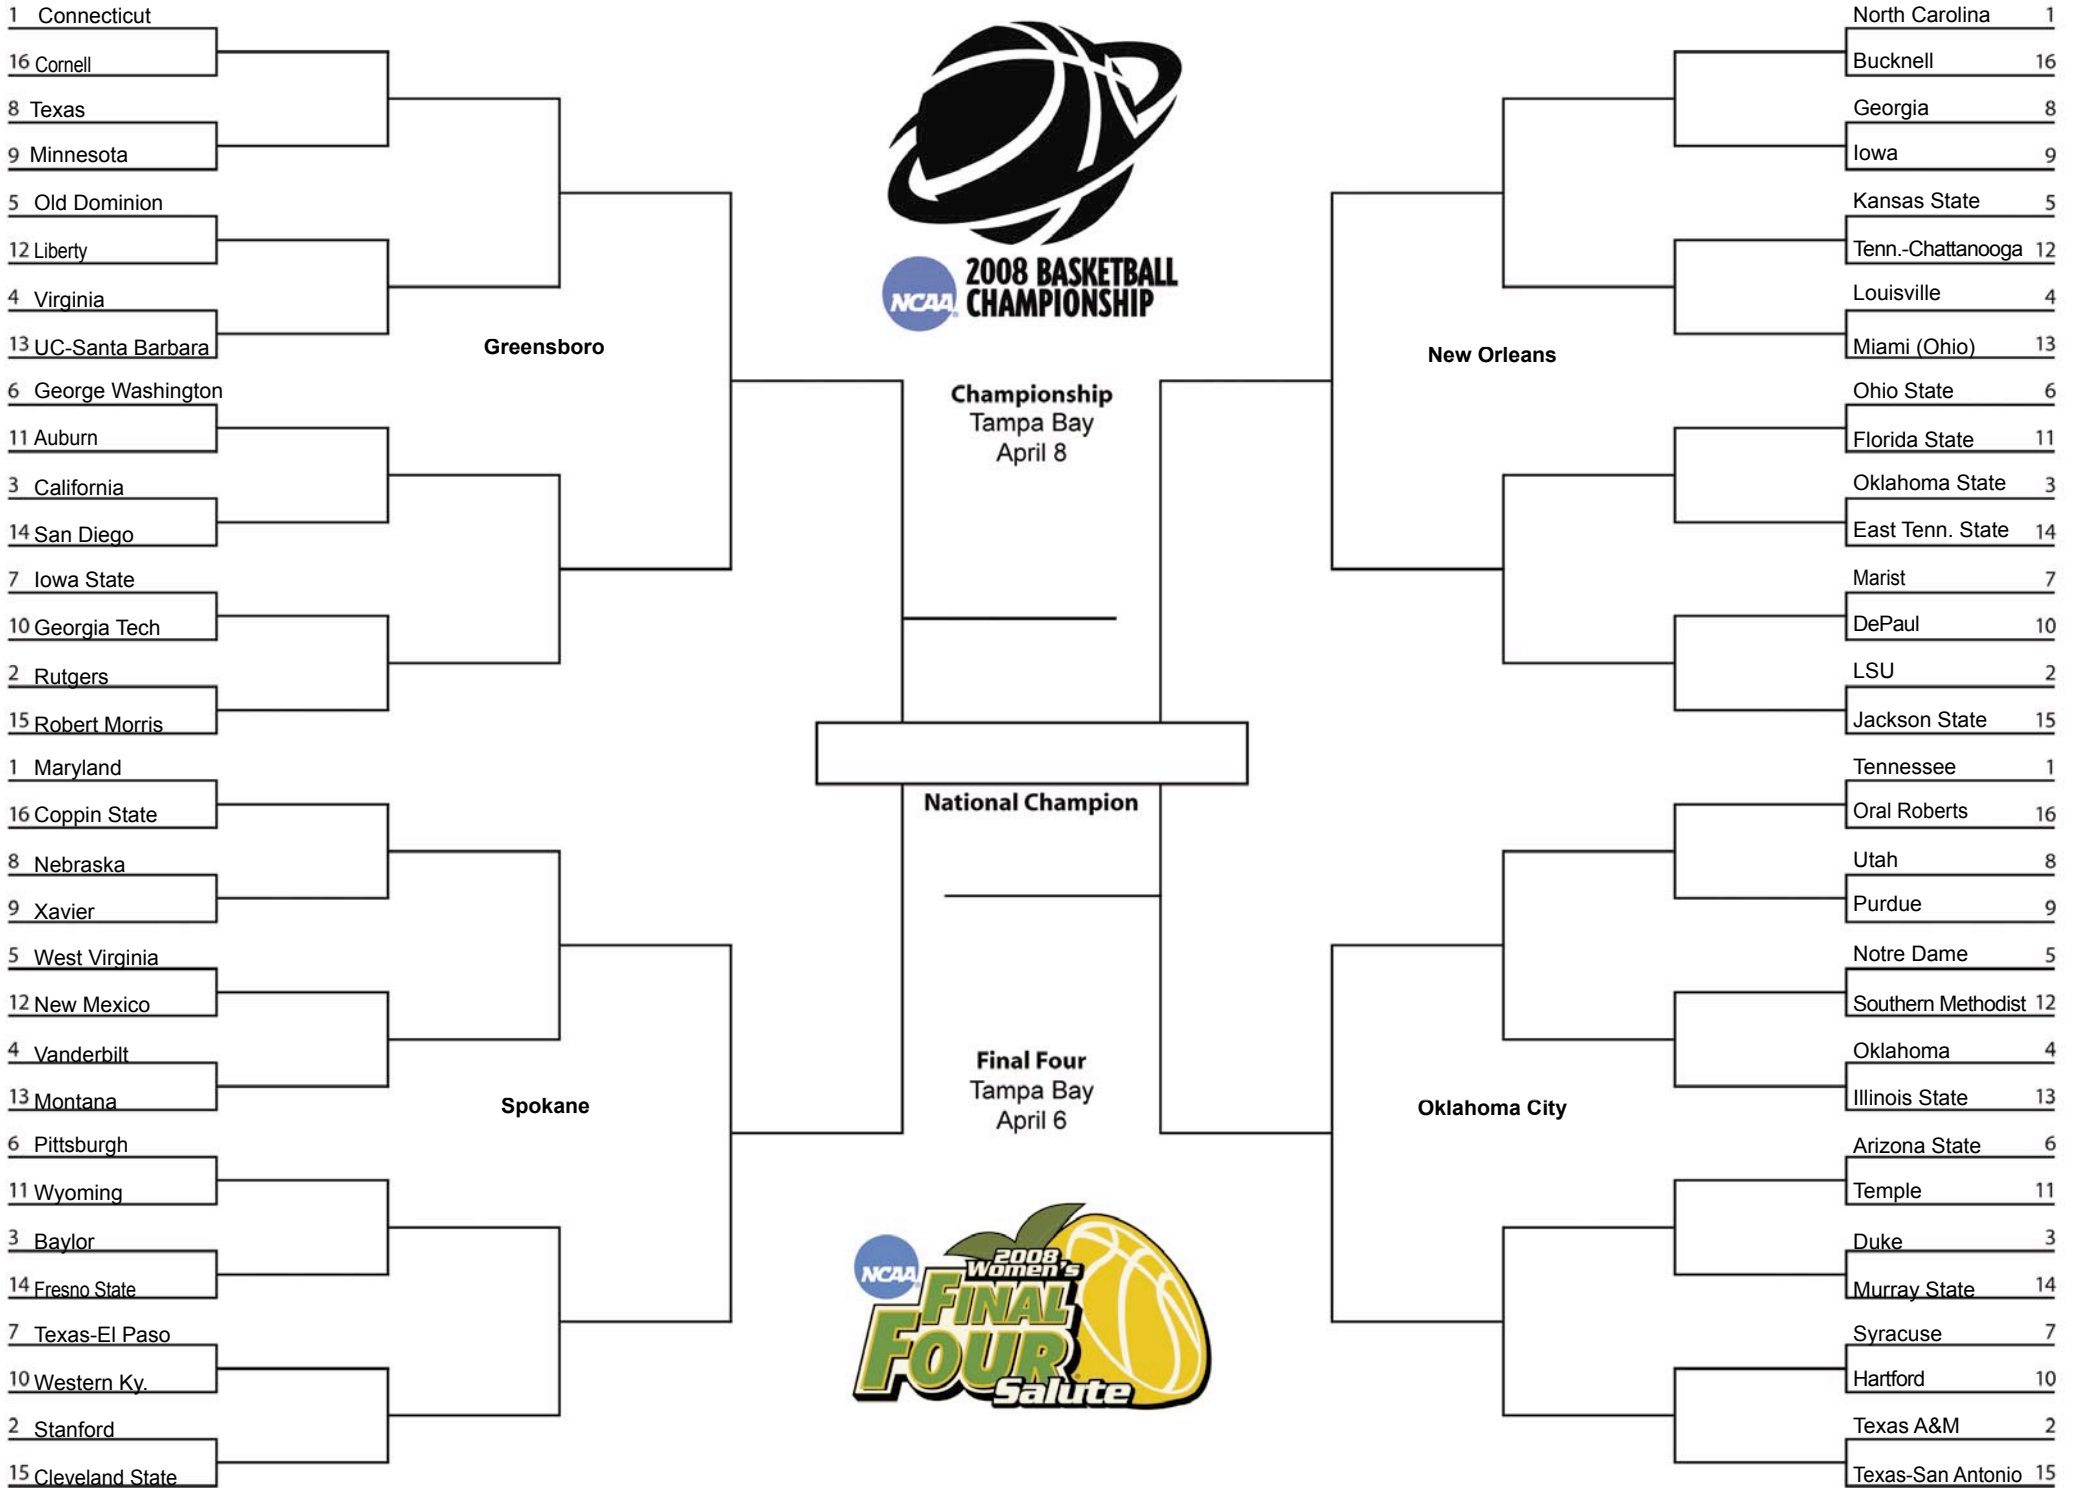 1 Connecticut
16 Cornell
8 Texas
9 Minnesota
5 Old Dominion
12 Liberty
4 Virginia
13 UC-Santa Barbara
6 George Washington
11 Auburn
3 California
14 San Diego
7 Iowa State
10 Georgia Tech
2 Rutgers
15 Robert Morris
Greensboro
1 Maryland
16 Coppin State
8 Nebraska
9 Xavier
5 West Virginia
12 New Mexico
4 Vanderbilt
13 Montana
6 Pittsburgh
11 Wyoming
3 Baylor
14 Fresno State
7 Texas-El Paso
10 Western Ky.
2 Stanford
15 Cleveland State
Spokane
NCAA
2008 BASKETBALL
CHAMPIONSHIP
Championship
Tampa Bay
April 8
National Champion
Final Four
Tampa Bay
April 6
NCAA
2008
Women's
FINAL
FOUR
Salute
North Carolina 1
Bucknell 16
Georgia 8
Iowa 9
Kansas State 5
Tenn.-Chattanooga 12
Louisville 4
Miami (Ohio) 13
Ohio State 6
Florida State 11
Oklahoma State 3
East Tenn. State 14
Marist 7
DePaul 10
LSU 2
Jackson State 15
New Orleans
Tennessee 1
Oral Roberts 16
Utah 8
Purdue 9
Notre Dame 5
Southern Methodist 12
Oklahoma 4
Illinois State 13
Arizona State 6
Temple 11
Duke 3
Murray State 14
Syracuse 7
Hartford 10
Texas A&M 2
Texas-San Antonio 15
Oklahoma City